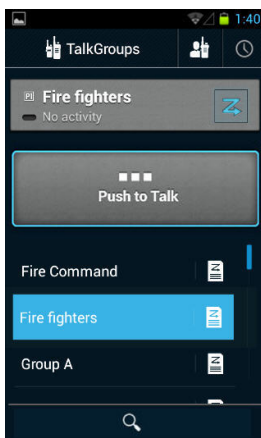 1:40
TalkGroups
PI Fire fighters
No activity
Push to Talk
Fire Command
Fire fighters
Group A